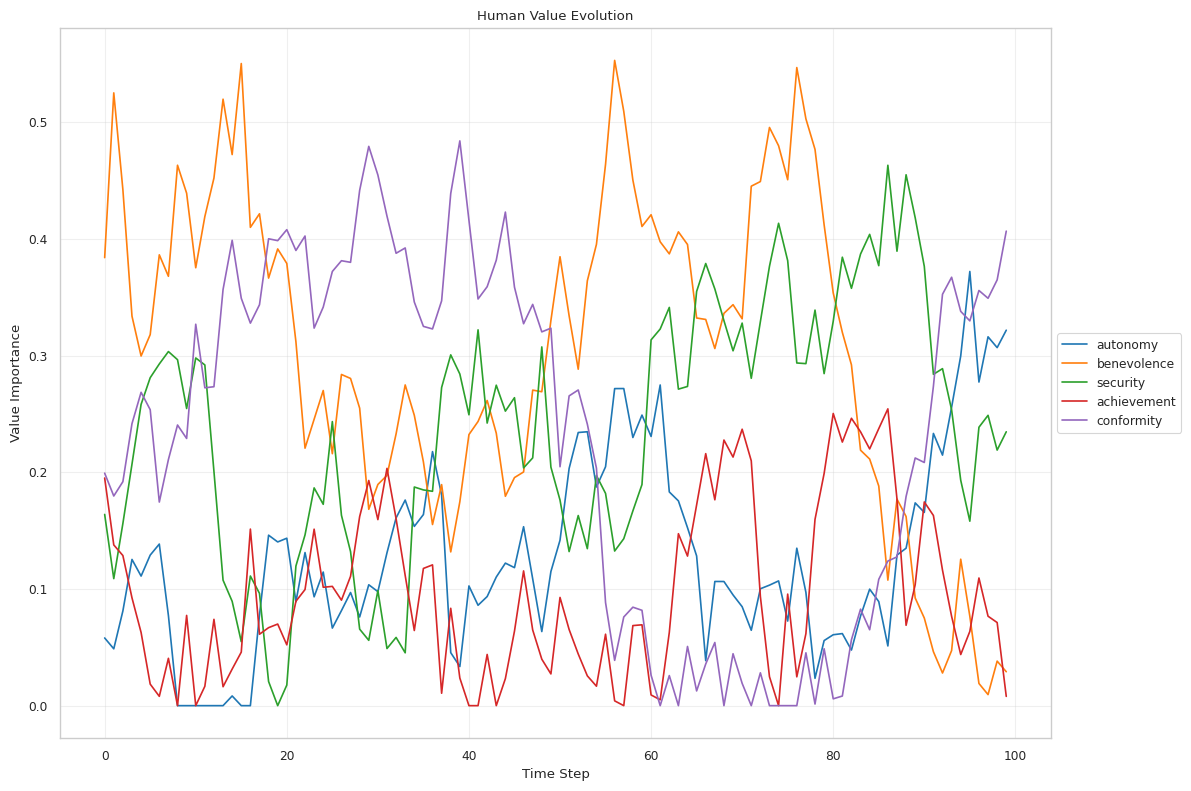 Human Value Evolution
Value Importance
0.5
0.4
0.3
0.2
0.1
0.0
0 20 40 60 80 100
Time Step
autonomy
benevolence
security
achievement
conformity